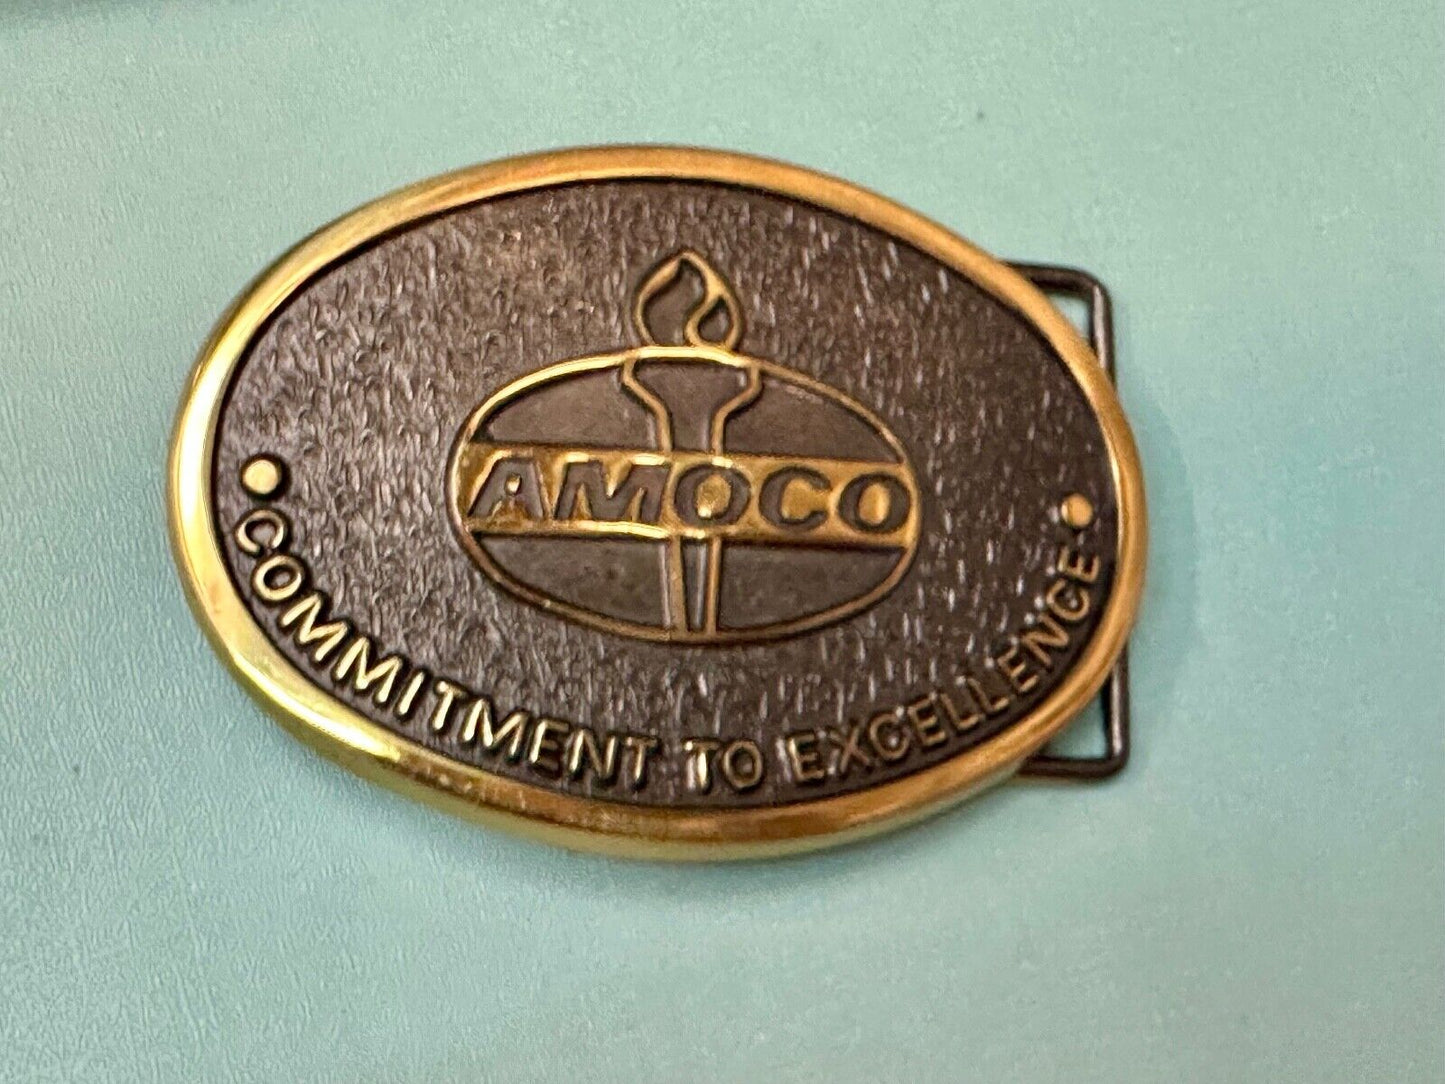 AMOCO
• COMMITMENT TO EXCELLENCE •